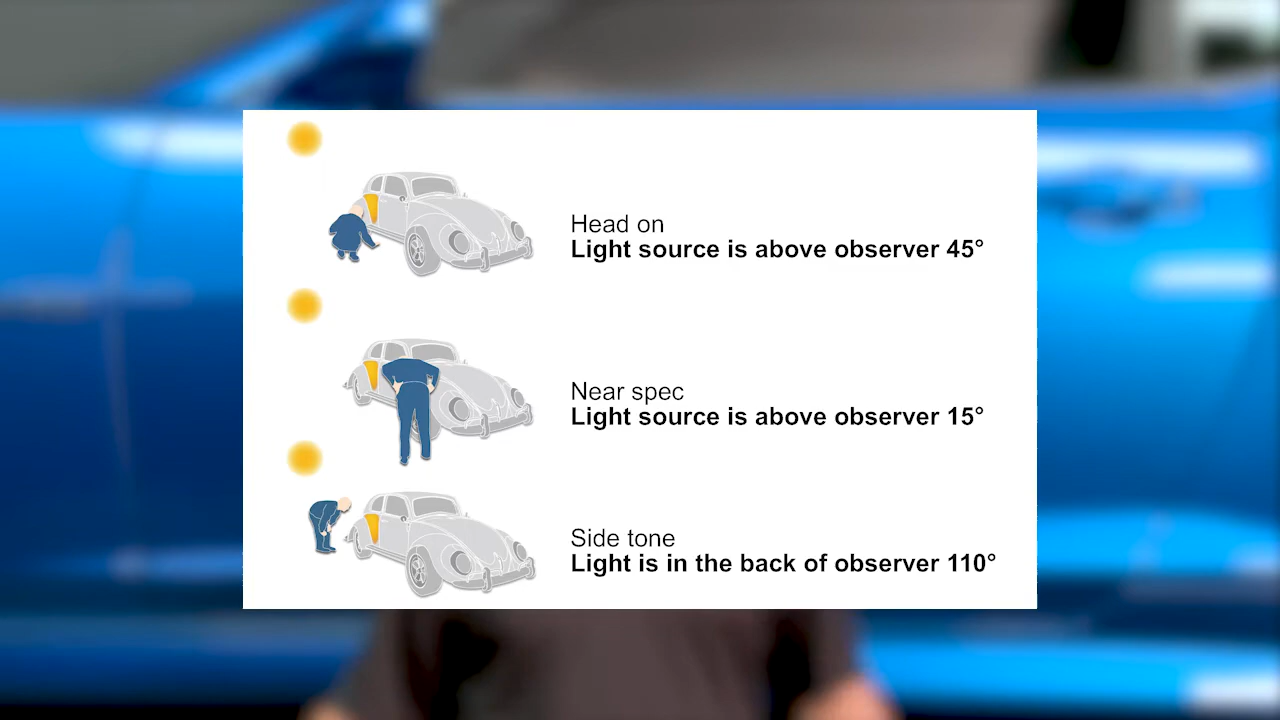 Head on
Light source is above observer 45°
Near spec
Light source is above observer 15°
Side tone
Light is in the back of observer 110°